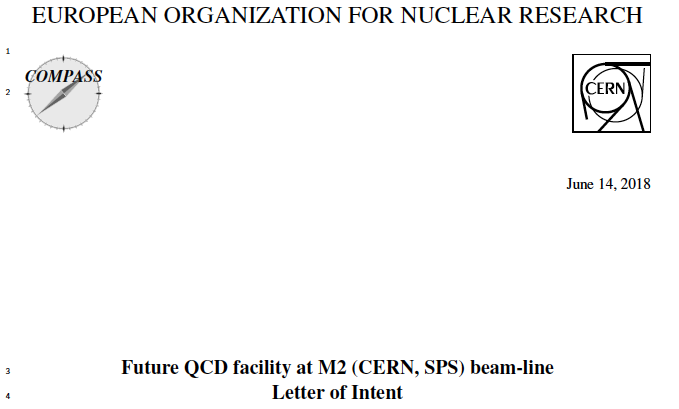 EUROPEAN ORGANIZATION FOR NUCLEAR RESEARCH
1
COMPASS
2
CERN
June 14, 2018
3 Future QCD facility at M2 (CERN, SPS) beam-line
4 Letter of Intent